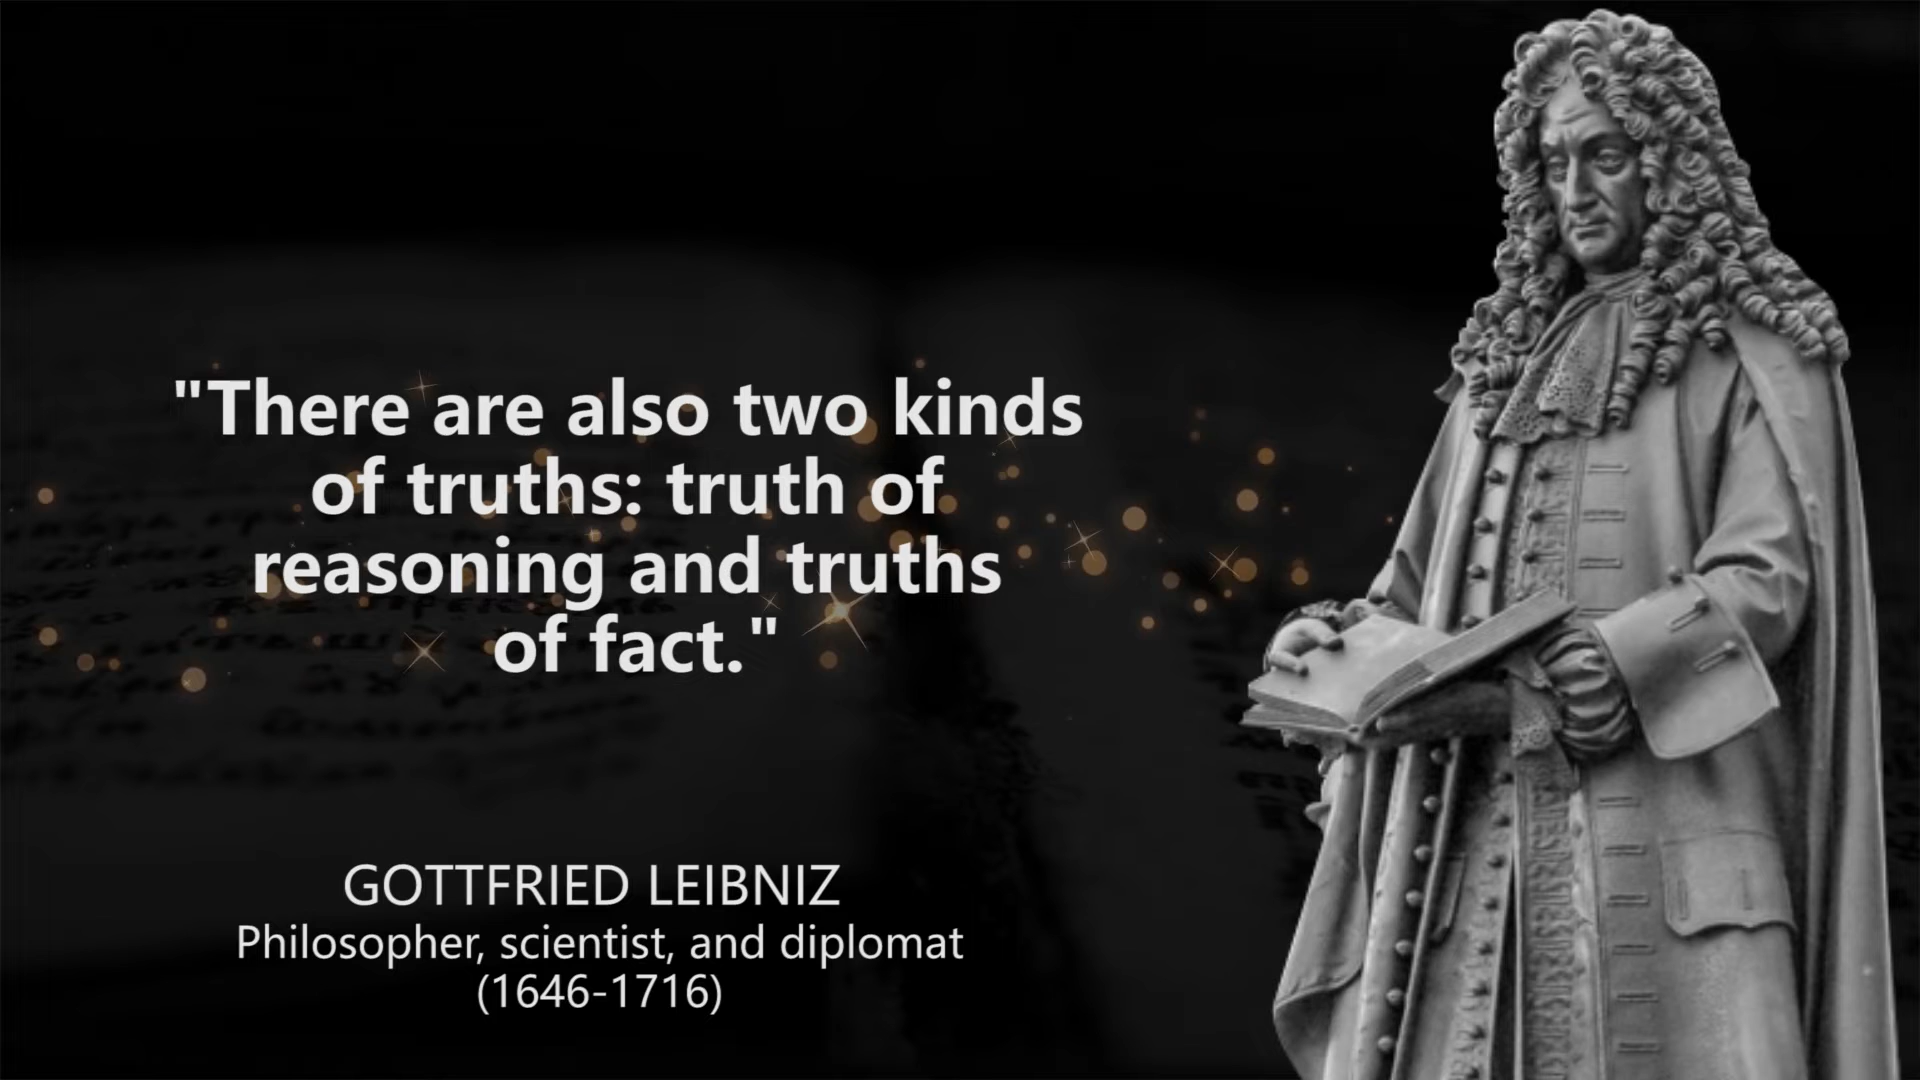 "There are also two kinds
of truths: truth of
reasoning and truths
of fact."
GOTTFRIED LEIBNIZ
Philosopher, scientist, and diplomat
(1646-1716)